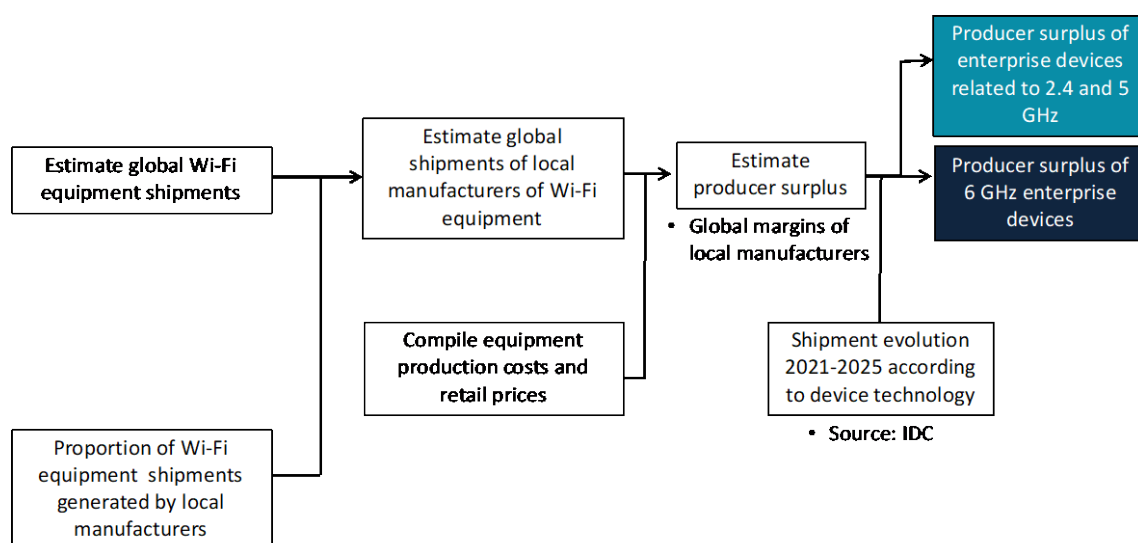 Estimate global Wi-Fi
equipment shipments
Proportion of Wi-Fi
equipment shipments
generated by local
manufacturers
Estimate global
shipments of local
manufacturers of Wi-Fi
equipment
Compile equipment
production costs and
retail prices
Estimate
producer surplus
• Global margins of
local manufacturers
Shipment evolution
2021-2025 according
to device technology
• Source: IDC
Producer surplus of
enterprise devices
related to 2.4 and 5
GHz
Producer surplus of
6 GHz enterprise
devices